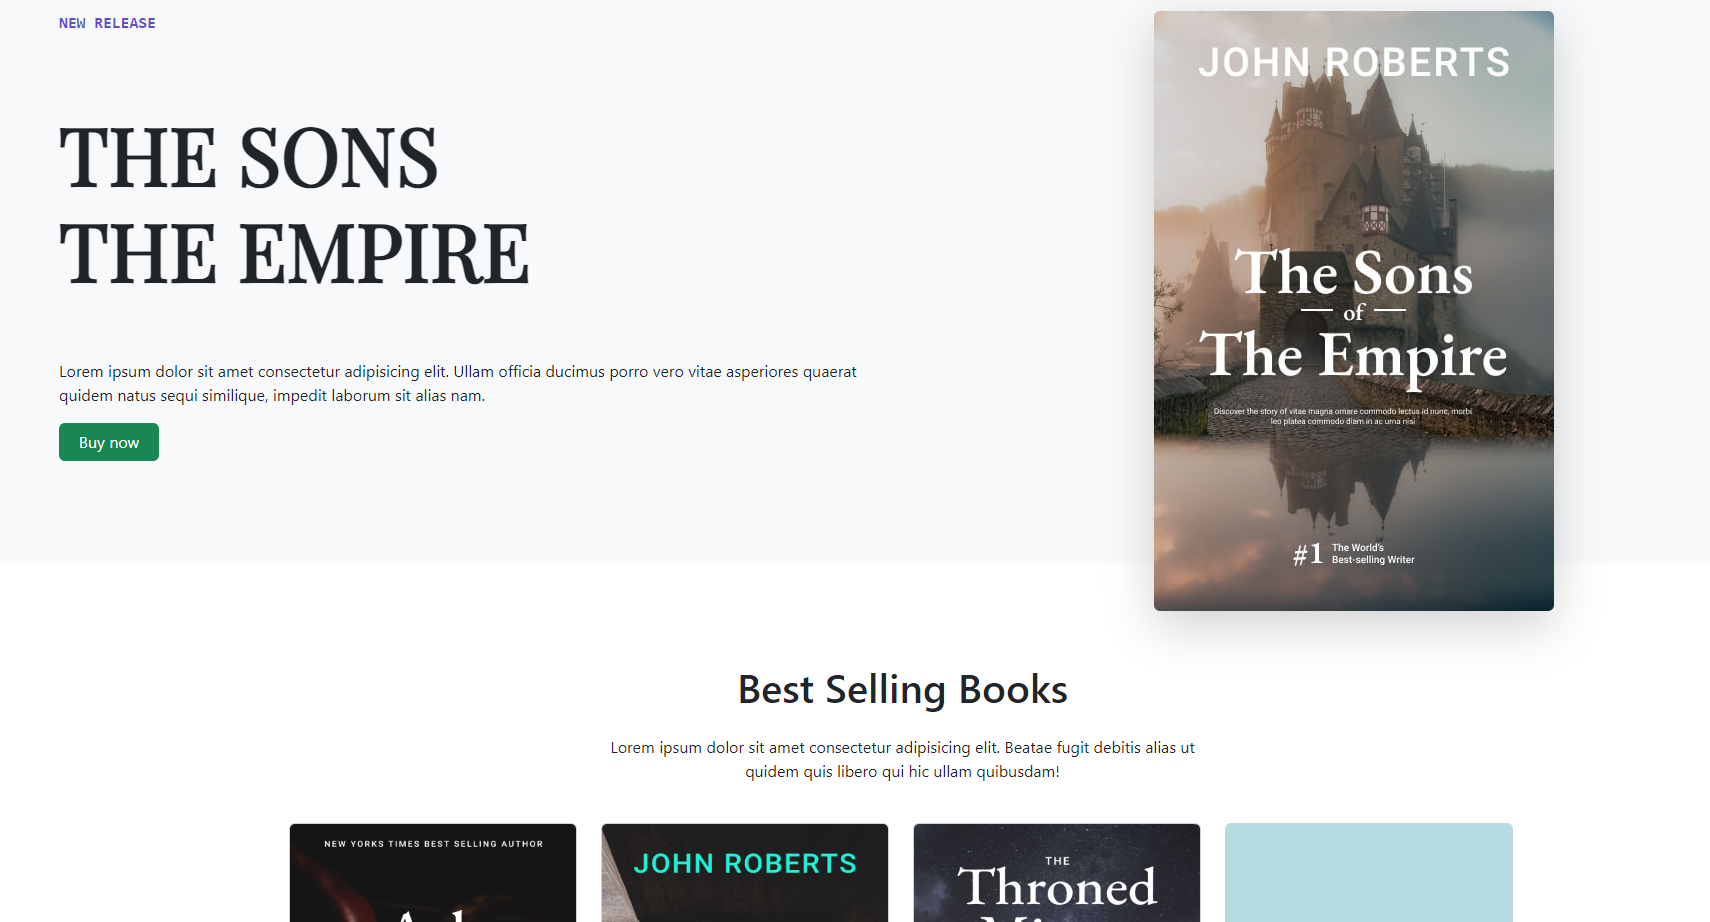 NEW RELEASE
THE SONS
THE EMPIRE
Lorem ipsum dolor sit amet consectetur adipisicing elit. Ullam officia ducimus porro vero vitae asperiores quaerat
quidem natus sequi similique, impedit laborum sit alias nam.
Buy now
JOHN ROBERTS
The Sons
of
The Empire
Discover the story of vitae magna ornare commodo lectus id nunc, morbi
leo platea commodo diam in ac urna nisi
#1 The World's
Best-selling Writer
Best Selling Books
Lorem ipsum dolor sit amet consectetur adipisicing elit. Beatae fugit debitis alias ut
quidem quis libero qui hic ullam quibusdam!
NEW YORKS TIMES BEST SELLING AUTHOR
JOHN ROBERTS
THE
Throned